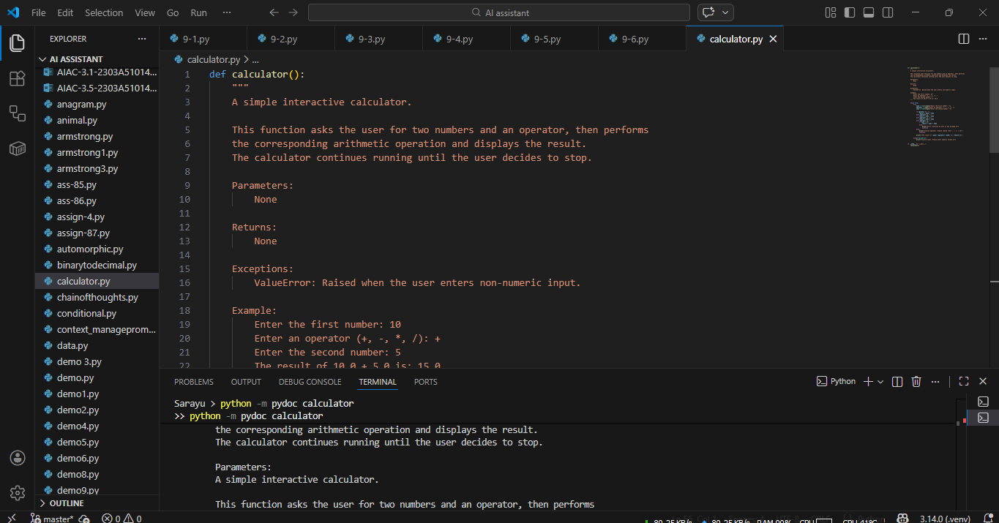 File Edit Selection View Go Run ··· AI assistant
EXPLORER ···
AI ASSISTANT
AIAC-3.1-2303A51014...
AIAC-3.5-2303A51014...
anagram.py
animal.py
armstrong.py
armstrong1.py
armstrong3.py
ass-85.py
ass-86.py
assign-4.py
assign-87.py
automorphic.py
binarytodecimal.py
calculator.py
chainofthoughts.py
conditional.py
context_manageprom...
data.py
demo 3.py
demo.py
demo1.py
demo2.py
demo4.py
demo5.py
demo6.py
demo8.py
demo9.py
OUTLINE
9-1.py 9-2.py 9-3.py 9-4.py 9-5.py 9-6.py calculator.py
calculator.py > ...
1 def calculator():
2 """
3 A simple interactive calculator.
4
5 This function asks the user for two numbers and an operator, then performs
6 the corresponding arithmetic operation and displays the result.
7 The calculator continues running until the user decides to stop.
8
9 Parameters:
10 None
11
12 Returns:
13 None
14
15 Exceptions:
16 ValueError: Raised when the user enters non-numeric input.
17
18 Example:
19 Enter the first number: 10
20 Enter an operator (+, -, *, /): +
21 Enter the second number: 5
22 The result of 10.0 + 5.0 is: 15.0
PROBLEMS OUTPUT DEBUG CONSOLE TERMINAL PORTS Python
Sarayu > python -m pydoc calculator
>> python -m pydoc calculator
the corresponding arithmetic operation and displays the result.
The calculator continues running until the user decides to stop.
Parameters:
A simple interactive calculator.
This function asks the user for two numbers and an operator, then performs
master* 0 0 3.14.0 (.venv)